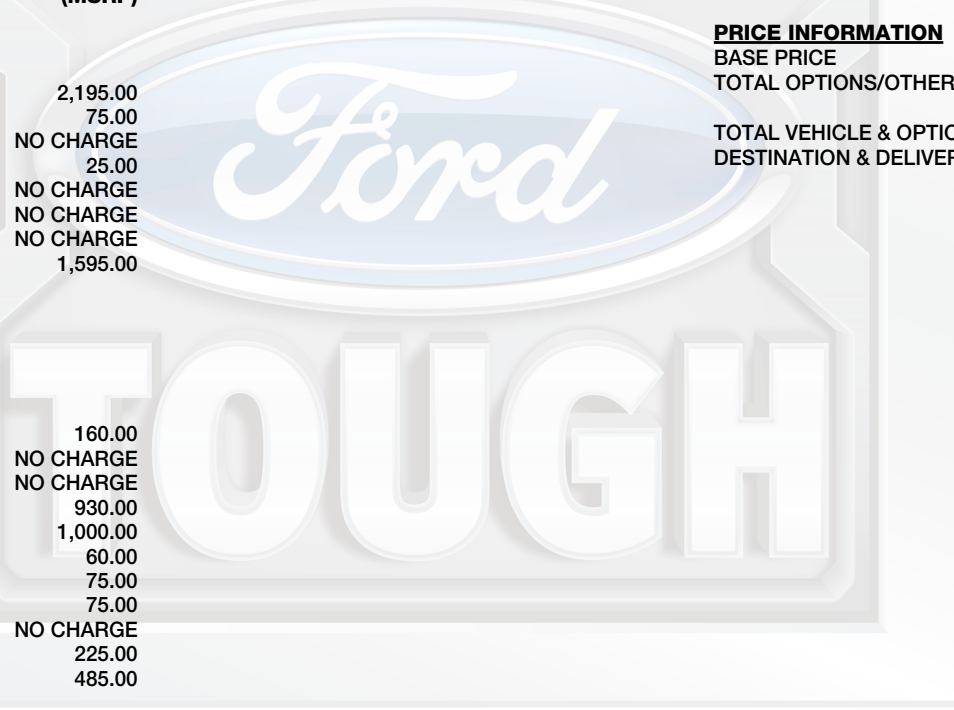 (MSRP)
2,195.00
75.00
NO CHARGE
25.00
NO CHARGE
NO CHARGE
NO CHARGE
1,595.00
160.00
NO CHARGE
NO CHARGE
930.00
1,000.00
60.00
75.00
75.00
NO CHARGE
225.00
485.00
PRICE INFORMATION
BASE PRICE
TOTAL OPTIONS/OTHER
TOTAL VEHICLE & OPTIO
DESTINATION & DELIVER
Ford
TOUGH